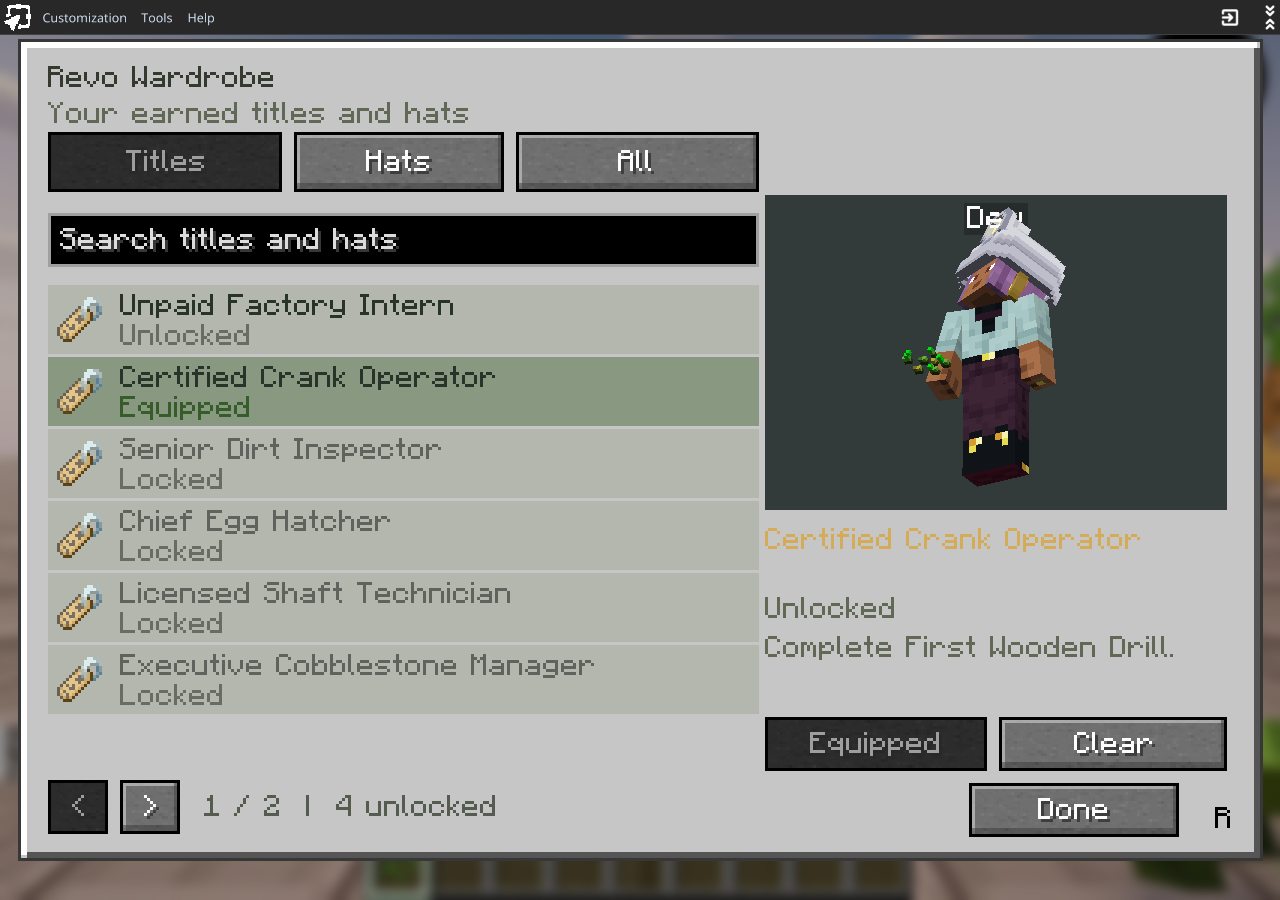 Customization Tools Help
Revo Wardrobe
Your earned titles and hats
Titles Hats All
Search titles and hats
Unpaid Factory Intern
Unlocked
Certified Crank Operator
Equipped
Senior Dirt Inspector
Locked
Chief Egg Hatcher
Locked
Licensed Shaft Technician
Locked
Executive Cobblestone Manager
Locked
< > 1 / 2 | 4 unlocked
Certified Crank Operator
Unlocked
Complete First Wooden Drill.
Equipped Clear
Done R